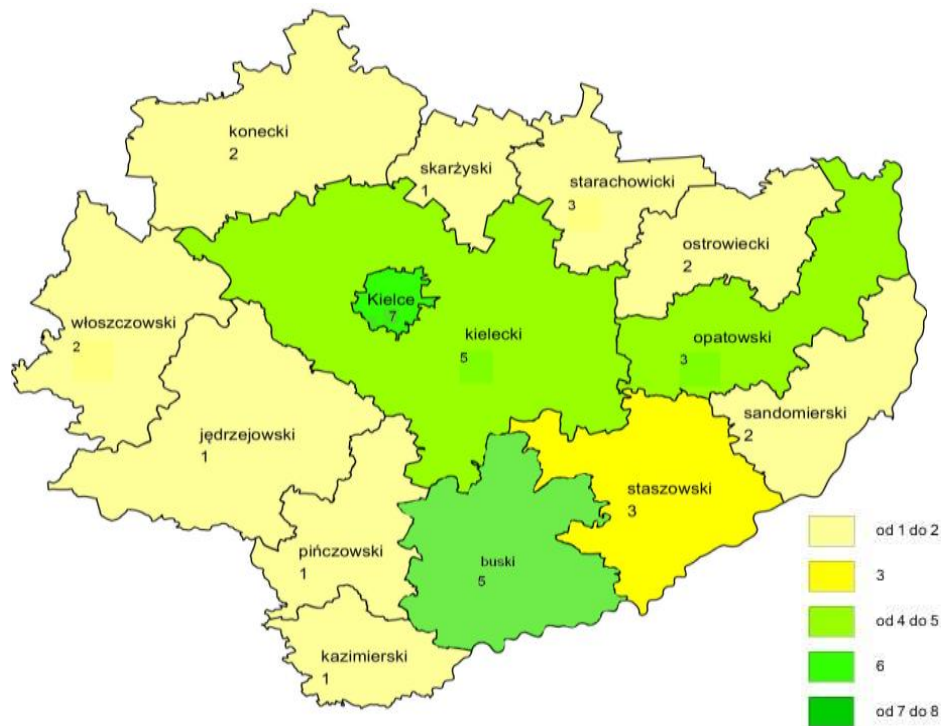 konecki
2
skarżyski
1
starachowicki
3
ostrowiecki
2
Kielce
7
włoszczowski
2
kielecki
5
opatowski
3
sandomierski
2
jędrzejowski
1
staszowski
3
pińczowski
1
buski
5
kazimierski
1
od 1 do 2
3
od 4 do 5
6
od 7 do 8